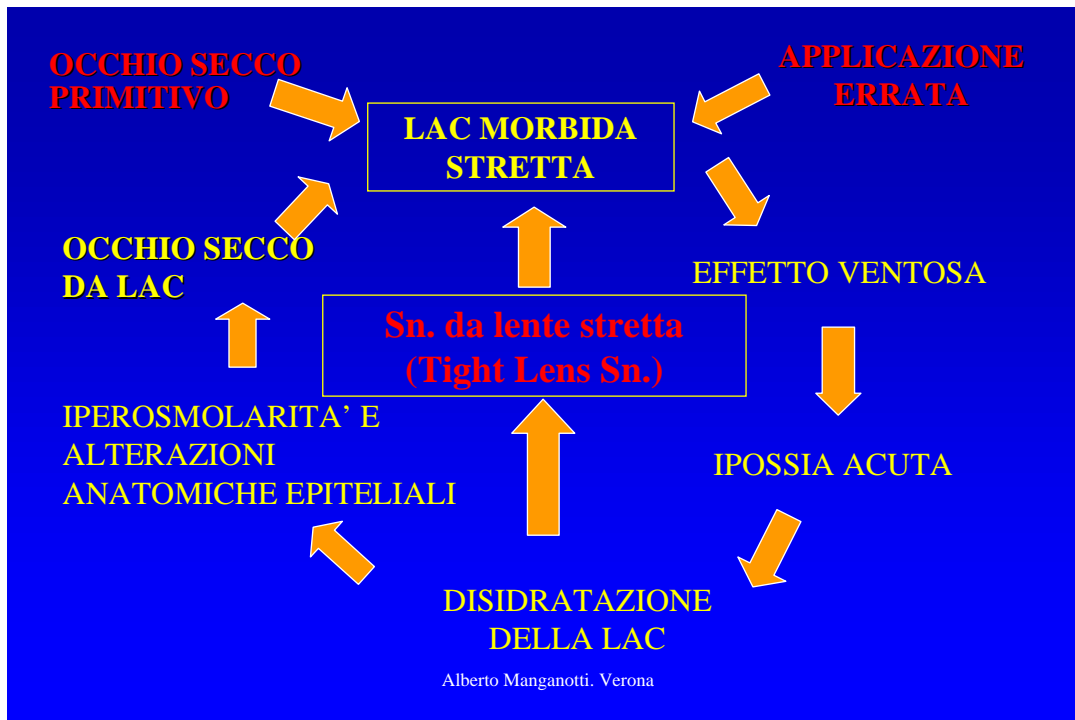 OCCHIO SECCO
PRIMITIVO
APPLICAZIONE
ERRATA
LAC MORBIDA
STRETTA
OCCHIO SECCO
DA LAC
EFFETTO VENTOSA
Sn. da lente stretta
(Tight Lens Sn.)
IPEROSMOLARITA’ E
ALTERAZIONI
ANATOMICHE EPITELIALI
IPOSSIA ACUTA
DISIDRATAZIONE
DELLA LAC
Alberto Manganotti. Verona